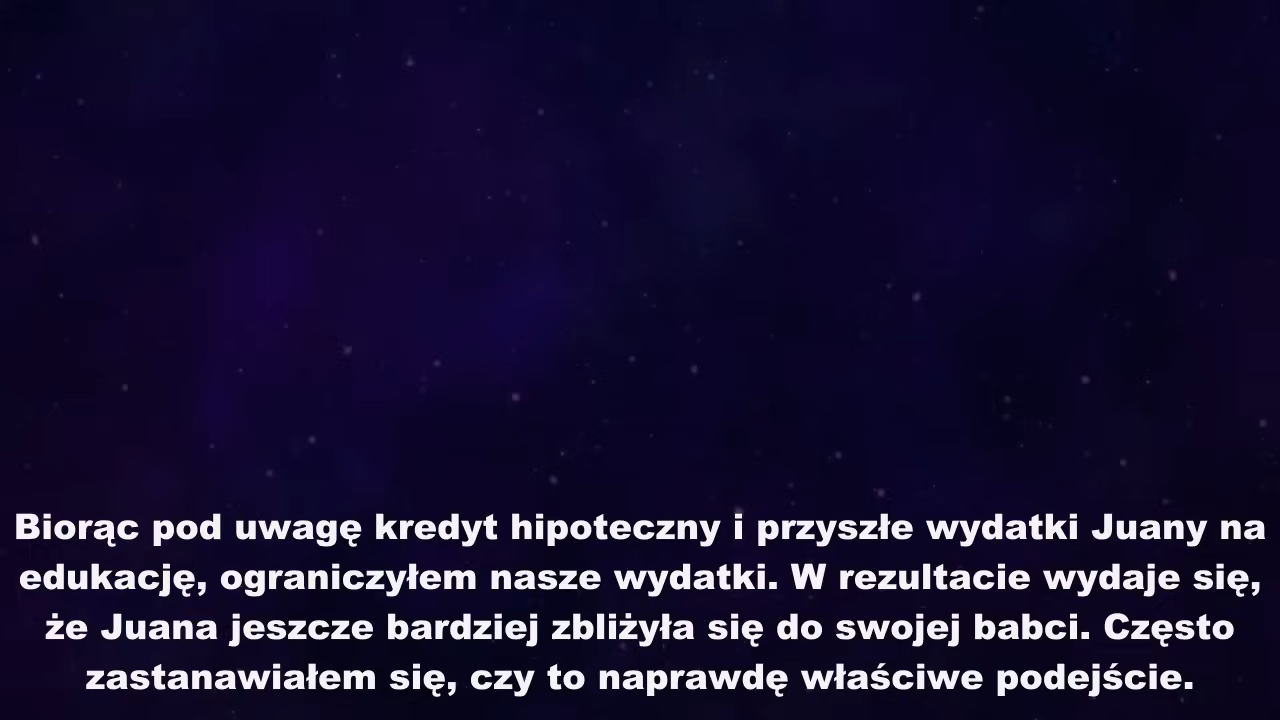 Biorąc pod uwagę kredyt hipoteczny i przyszłe wydatki Juany na
edukację, ograniczyłem nasze wydatki. W rezultacie wydaje się,
że Juana jeszcze bardziej zbliżyła się do swojej babci. Często
zastanawiałem się, czy to naprawdę właściwe podejście.